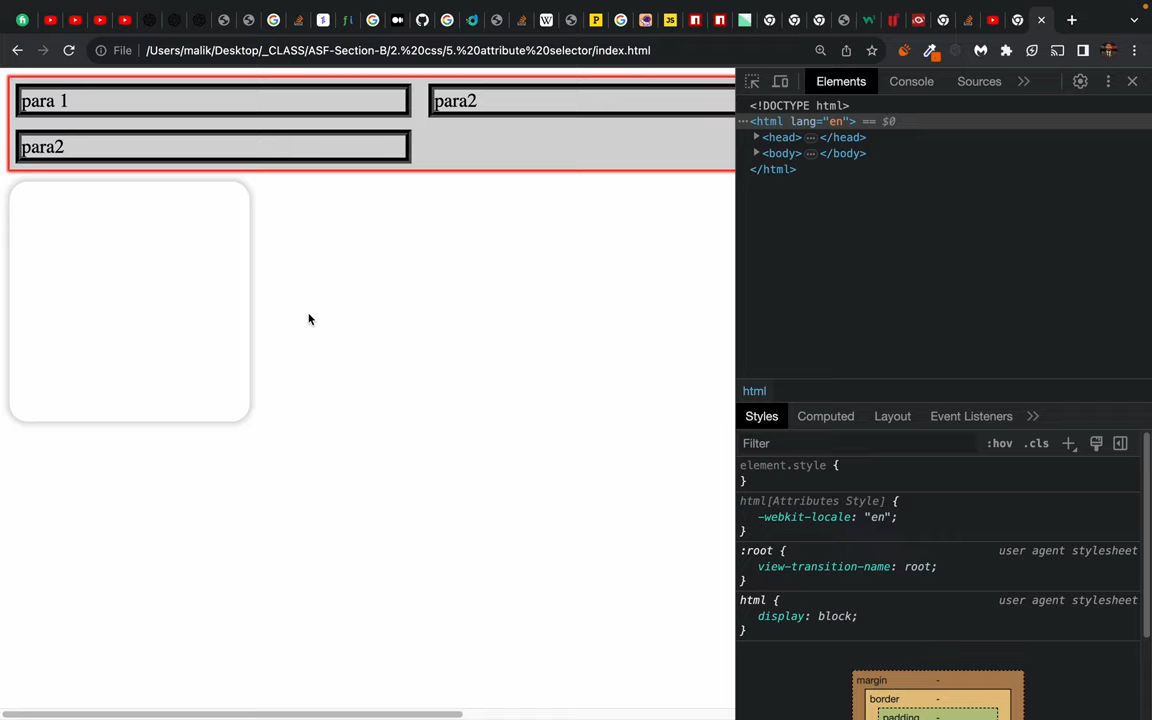 File /Users/malik/Desktop/_CLASS/ASF-Section-B/2.%20css/5.%20attribute%20selector/index.html
para 1
para2
para2
Elements Console Sources
<!DOCTYPE html>
<html lang="en"> == $0
<head> … </head>
<body> … </body>
</html>
html
Styles Computed Layout Event Listeners
Filter :hov .cls
element.style {
}
html[Attributes Style] {
-webkit-locale: "en";
}
:root { user agent stylesheet
view-transition-name: root;
}
html { user agent stylesheet
display: block;
}
margin -
border -
padding -